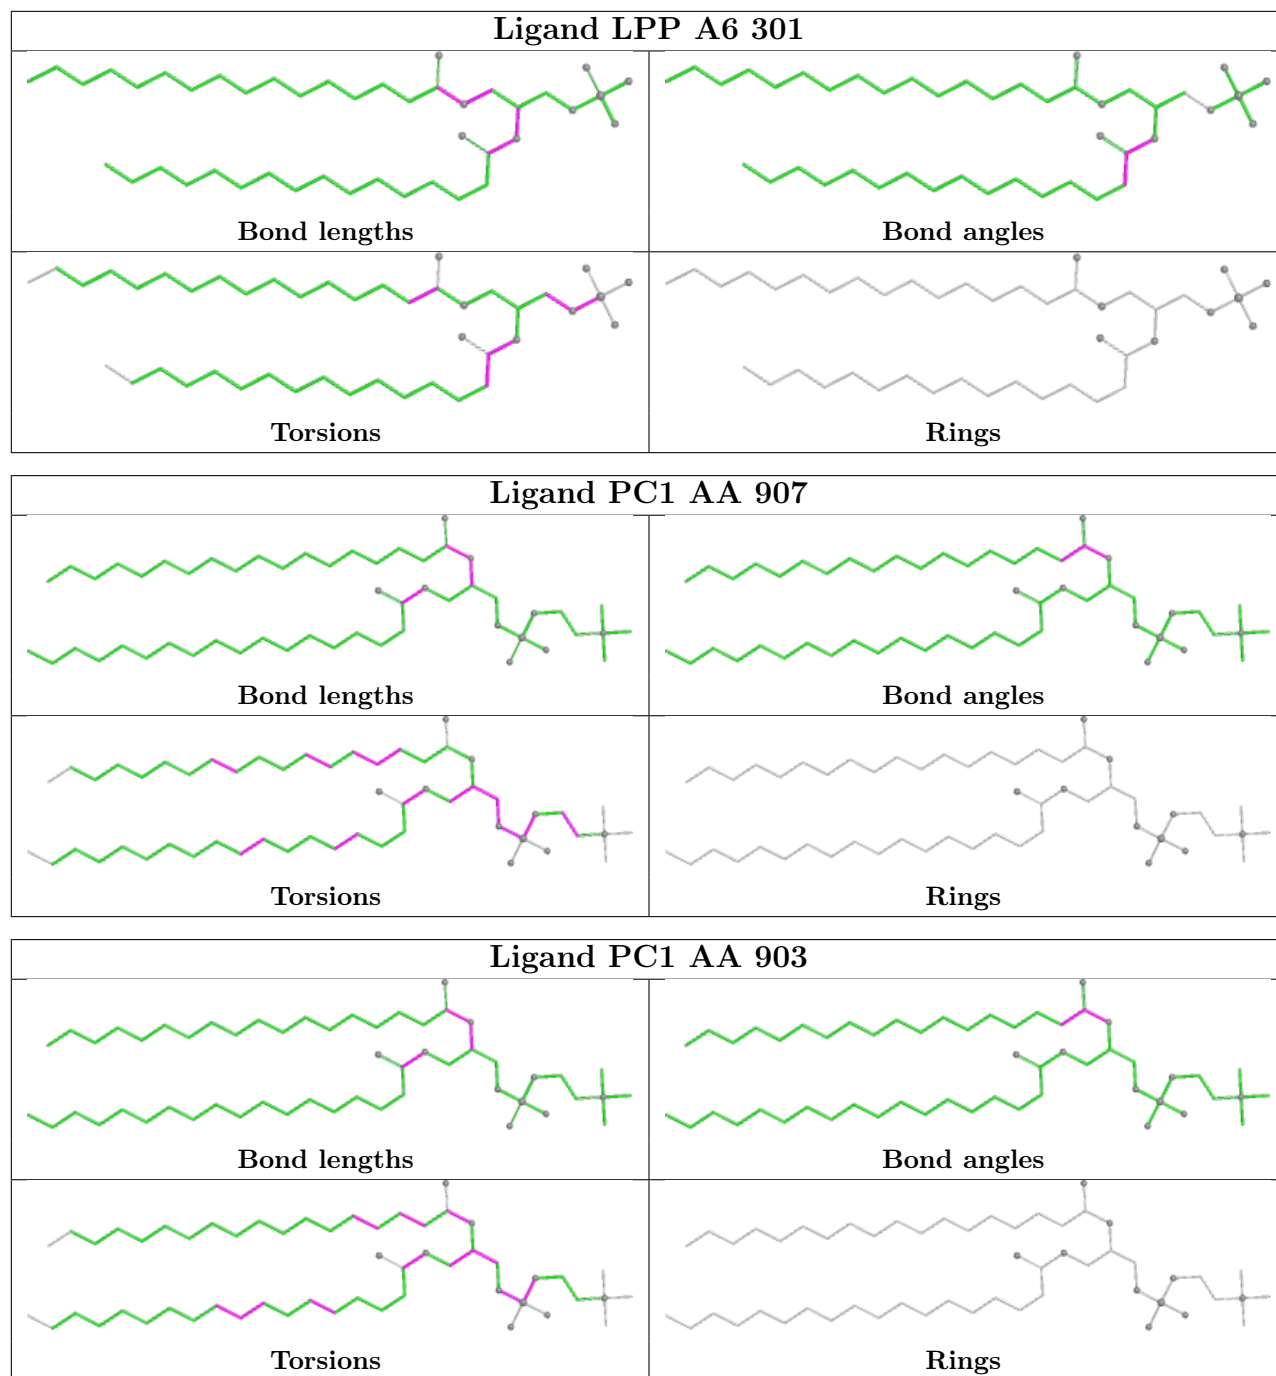 Ligand LPP A6 301
Bond lengths
Bond angles
Torsions
Rings
Ligand PC1 AA 907
Bond lengths
Bond angles
Torsions
Rings
Ligand PC1 AA 903
Bond lengths
Bond angles
Torsions
Rings